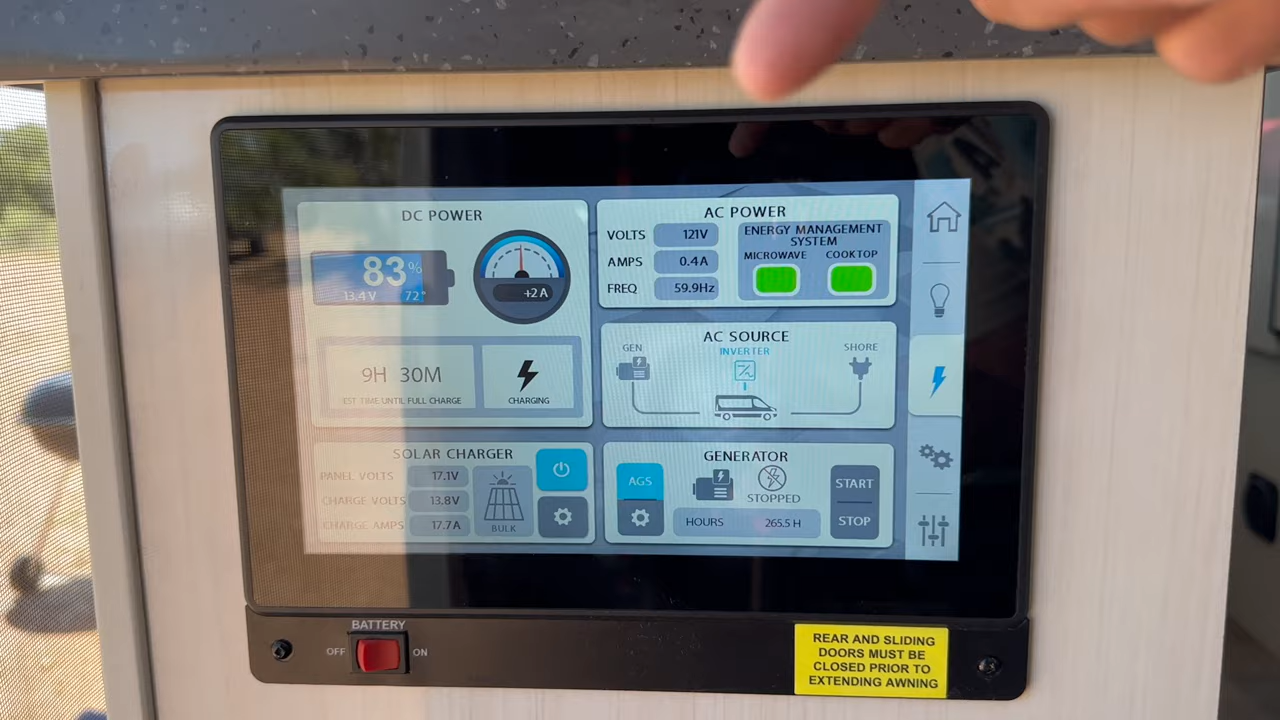 DC POWER
83%
13.4V 72°
+2 A
9H 30M
EST TIME UNTIL FULL CHARGE
CHARGING
AC POWER
VOLTS 121V
AMPS 0.4A
FREQ 59.9Hz
ENERGY MANAGEMENT
SYSTEM
MICROWAVE COOKTOP
AC SOURCE
GEN
INVERTER
SHORE
SOLAR CHARGER
PANEL VOLTS 17.1V
CHARGE VOLTS 13.8V
CHARGE AMPS 17.7A
BULK
GENERATOR
AGS
STOPPED
HOURS 265.5 H
START
STOP
BATTERY
OFF ON
REAR AND SLIDING
DOORS MUST BE
CLOSED PRIOR TO
EXTENDING AWNING